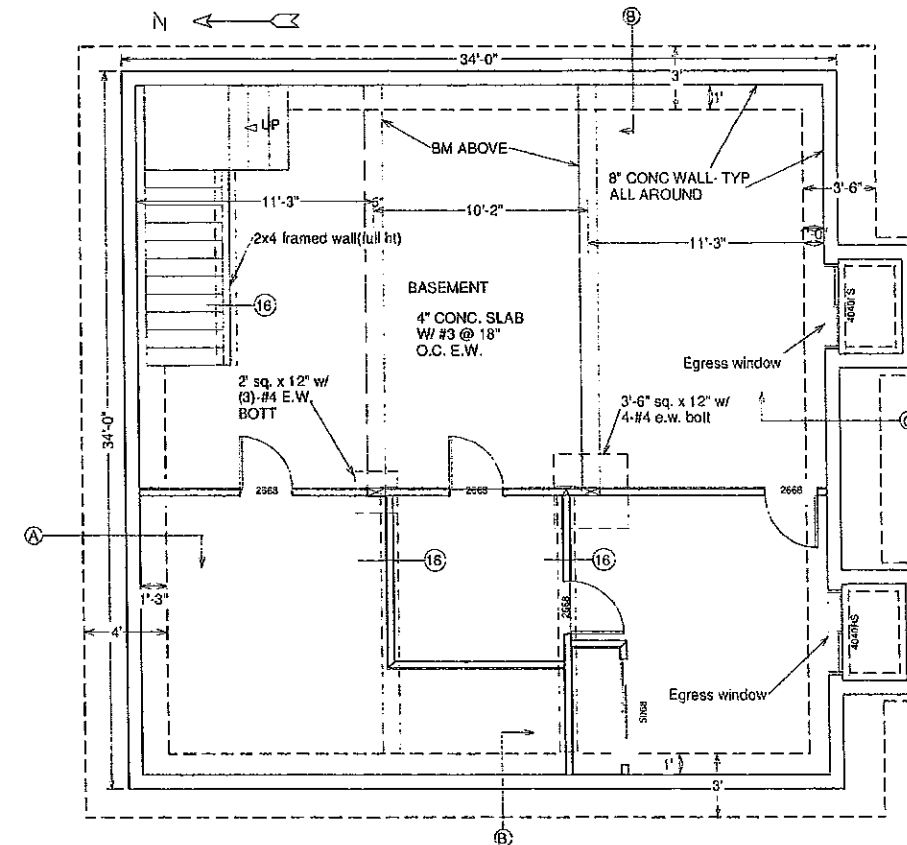 N
8
34'-0"
3'
1'
UP
BM ABOVE
8" CONC WALL- TYP
ALL AROUND
3'-6"
11'-3"
10'-2"
11'-3"
2x4 framed wall(full ht)
16
BASEMENT
4" CONC. SLAB
W/ #3 @ 18"
O.C. E.W.
4040FS
Egress window
2' sq. x 12" w/
(3)-#4 E.W.
BOTT
3'-6" sq. x 12" w/
4-#4 e.w. bott
34'-0"
2668
2668
2668
A
16
16
1'-3"
2668
4'
Egress window
5068
1'
3'
B